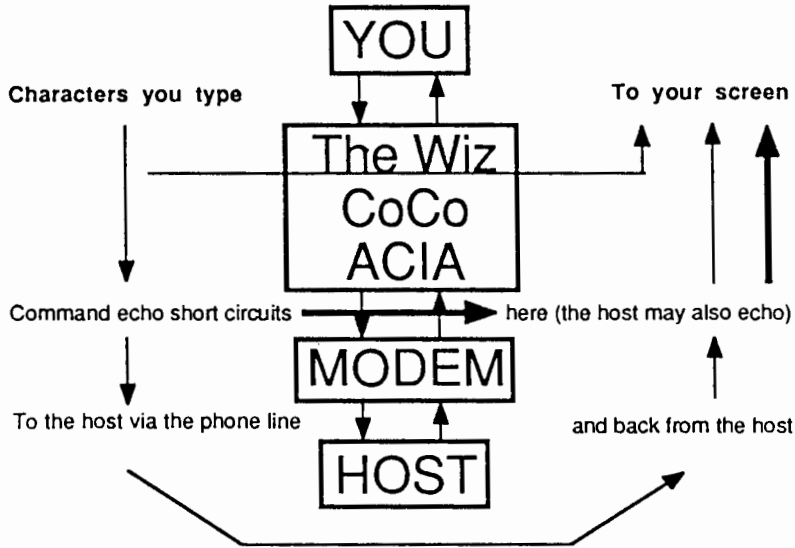 YOU
Characters you type
To your screen
The Wiz
CoCo
ACIA
Command echo short circuits
here (the host may also echo)
MODEM
To the host via the phone line
and back from the host
HOST